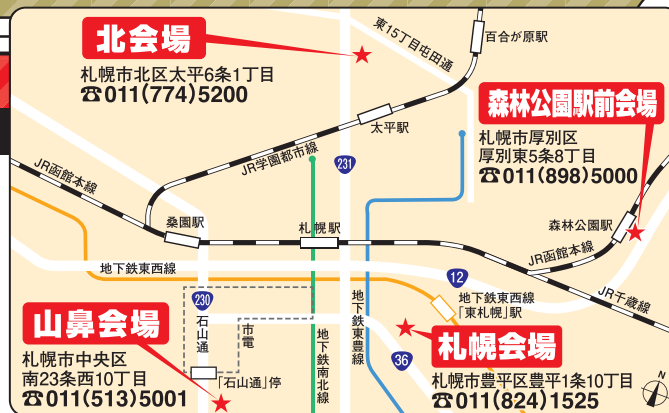 北会場
札幌市北区太平6条1丁目
☎011(774)5200
東15丁目屯田通
百合が原駅
太平駅
森林公園駅前会場
札幌市厚別区
厚別東5条8丁目
☎011(898)5000
JR函館本線
JR学園都市線
231
桑園駅
札幌駅
森林公園駅
JR函館本線
地下鉄東西線
12
JR千歳線
230
石山通
市電
地下鉄南北線
地下鉄東豊線
地下鉄東西線
「東札幌」駅
山鼻会場
札幌市中央区
南23条西10丁目
☎011(513)5001
「石山通」停
36
札幌会場
札幌市豊平区豊平1条10丁目
☎011(824)1525
N